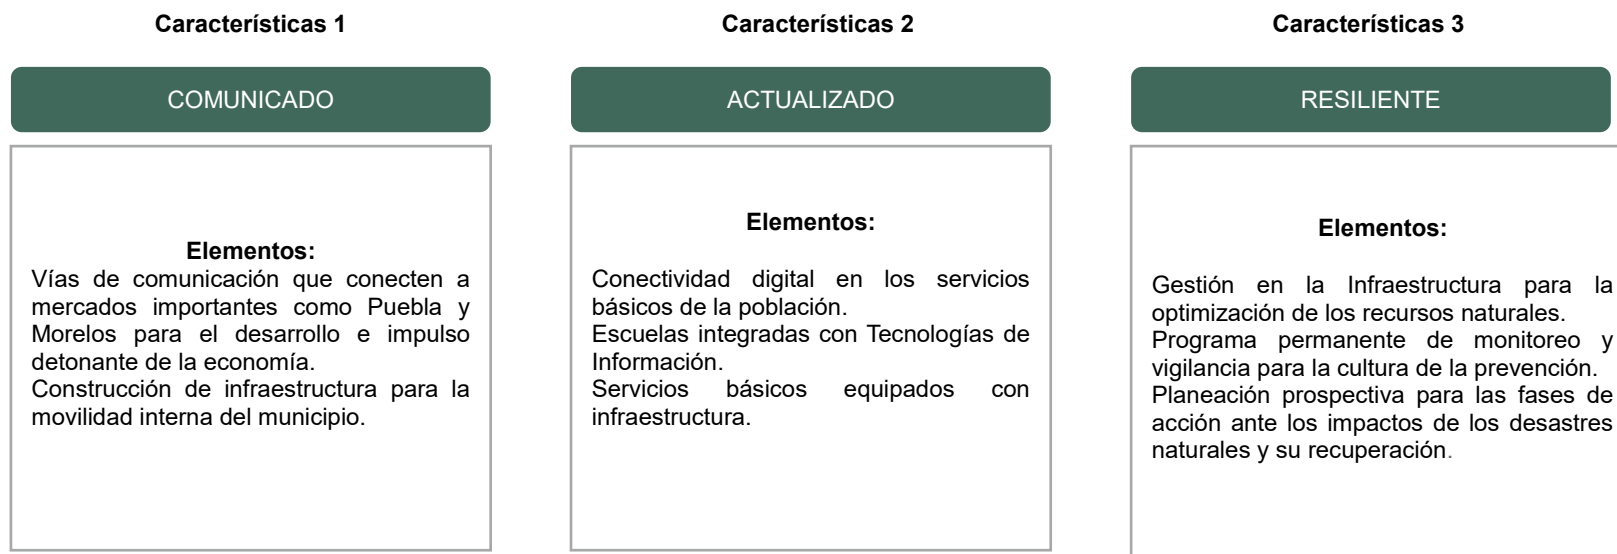 Características 1
COMUNICADO
Elementos:
Vías de comunicación que conecten a
mercados importantes como Puebla y
Morelos para el desarrollo e impulso
detonante de la economía.
Construcción de infraestructura para la
movilidad interna del municipio.
Características 2
ACTUALIZADO
Elementos:
Conectividad digital en los servicios
básicos de la población.
Escuelas integradas con Tecnologías de
Información.
Servicios básicos equipados con
infraestructura.
Características 3
RESILIENTE
Elementos:
Gestión en la Infraestructura para la
optimización de los recursos naturales.
Programa permanente de monitoreo y
vigilancia para la cultura de la prevención.
Planeación prospectiva para las fases de
acción ante los impactos de los desastres
naturales y su recuperación.